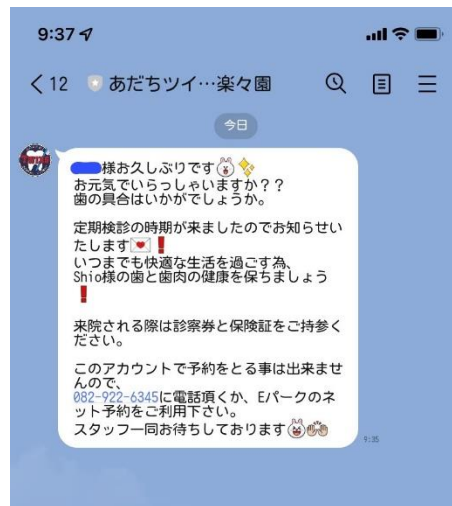 9:37
12 あだちツイ…楽々園
今日
様お久しぶりです
お元気でいらっしゃいますか??
歯の具合はいかがでしょうか。
定期検診の時期が来ましたのでお知らせい
たします💌❗
いつまでも快適な生活を過ごす為、
Shio様の歯と歯肉の健康を保ちましょう
❗
来院される際は診察券と保険証をご持参く
ださい。
このアカウントで予約をとる事は出来ませ
んので、
082-922-6345に電話頂くか、Eパークのネ
ット予約をご利用下さい。
スタッフ一同お待ちしております
9:35